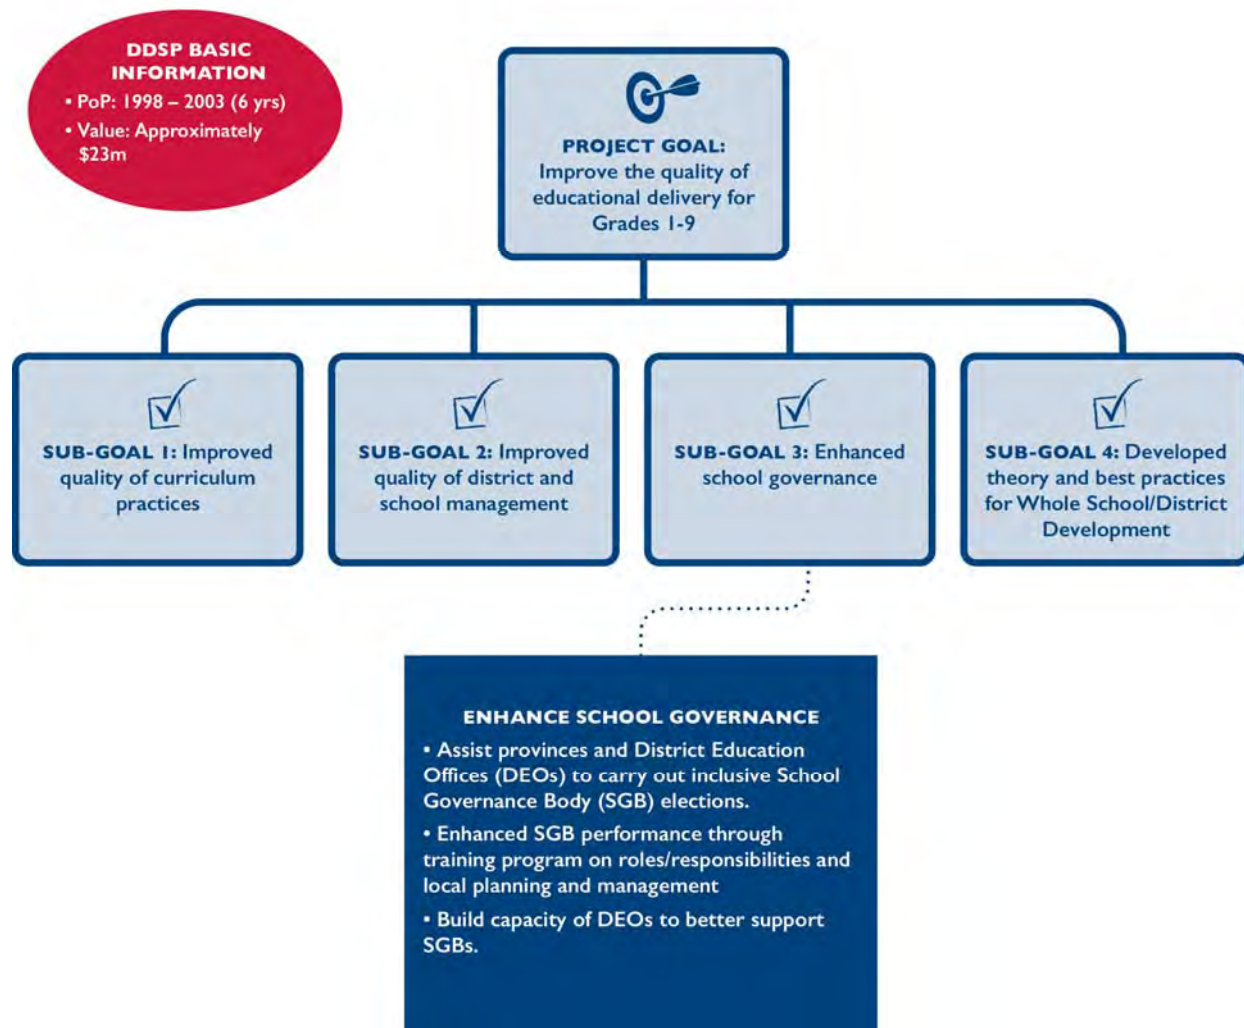 DDSP BASIC
INFORMATION
• PoP: 1998 – 2003 (6 yrs)
• Value: Approximately
$23m
PROJECT GOAL:
Improve the quality of
educational delivery for
Grades 1-9
SUB-GOAL 1: Improved
quality of curriculum
practices
SUB-GOAL 2: Improved
quality of district and
school management
SUB-GOAL 3: Enhanced
school governance
SUB-GOAL 4: Developed
theory and best practices
for Whole School/District
Development
ENHANCE SCHOOL GOVERNANCE
• Assist provinces and District Education
Offices (DEOs) to carry out inclusive School
Governance Body (SGB) elections.
• Enhanced SGB performance through
training program on roles/responsibilities and
local planning and management
• Build capacity of DEOs to better support
SGBs.